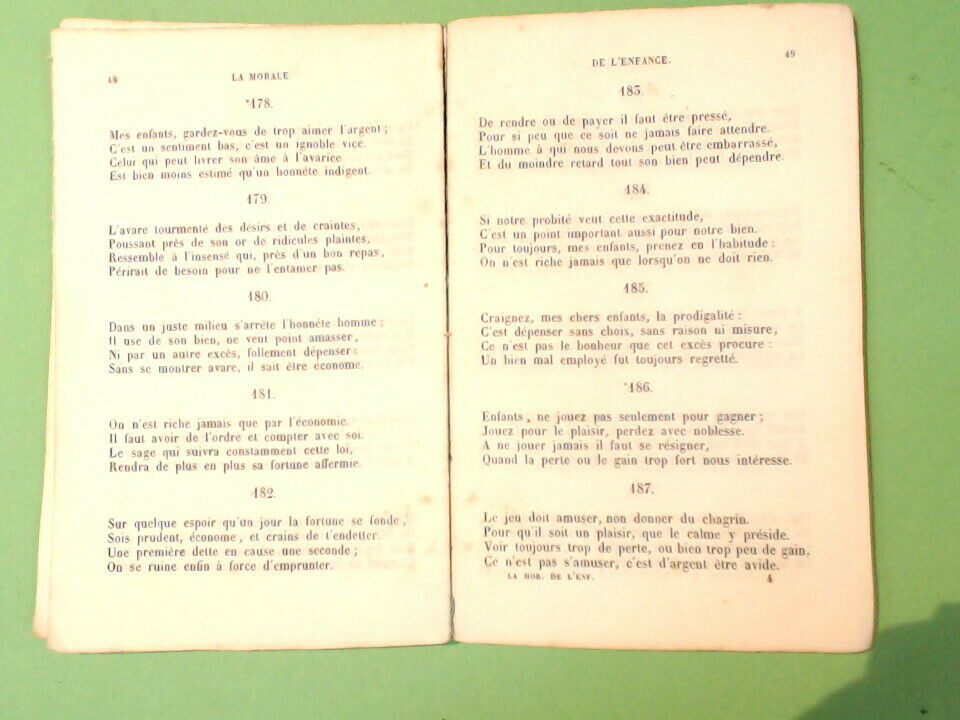 48
LA MORALE
*178.
Mes enfants, gardez-vous de trop aimer l'argent ;
C'est un sentiment bas, c'est un ignoble vice.
Celui qui peut livrer son âme à l'avarice
Est bien moins estimé qu'un honnête indigent.
179.
L'avare tourmenté des désirs et de craintes,
Poussant près de son or de ridicules plaintes,
Ressemble à l'insensé qui, près d'un bon repas,
Périrait de besoin pour ne l'entamer pas.
180.
Dans un juste milieu s'arrête l'honnête homme ;
Il use de son bien, ne veut point amasser,
Ni par un autre excès, follement dépenser :
Sans se montrer avare, il sait être économe.
181.
On n'est riche jamais que par l'économie.
Il faut avoir de l'ordre et compter avec soi.
Le sage qui suivra constamment cette loi,
Rendra de plus en plus sa fortune affermie.
182.
Sur quelque espoir qu'un jour la fortune se fonde,
Sois prudent, économe, et crains de t'endetter.
Une première dette en cause une seconde ;
On se ruine enfin à force d'emprunter.
DE L'ENFANCE.
49
183.
De rendre ou de payer il faut être pressé,
Pour si peu que ce soit ne jamais faire attendre.
L'homme à qui nous devons peut être embarrassé,
Et du moindre retard tout son bien peut dépendre.
184.
Si notre probité veut cette exactitude,
C'est un point important aussi pour notre bien.
Pour toujours, mes enfants, prenez en l'habitude :
On n'est riche jamais que lorsqu'on ne doit rien.
185.
Craignez, mes chers enfants, la prodigalité :
C'est dépenser sans choix, sans raison ni mesure,
Ce n'est pas le bonheur que cet excès procure :
Un bien mal employé fut toujours regretté.
*186.
Enfants, ne jouez pas seulement pour gagner ;
Jouez pour le plaisir, perdez avec noblesse.
A ne jouer jamais il faut se résigner,
Quand la perte ou le gain trop fort nous intéresse.
187.
Le jeu doit amuser, non donner du chagrin.
Pour qu'il soit un plaisir, que le calme y préside.
Voir toujours trop de perte, ou bien trop peu de gain,
Ce n'est pas s'amuser, c'est d'argent être avide.
LA MOR. DE L'ENF.
4